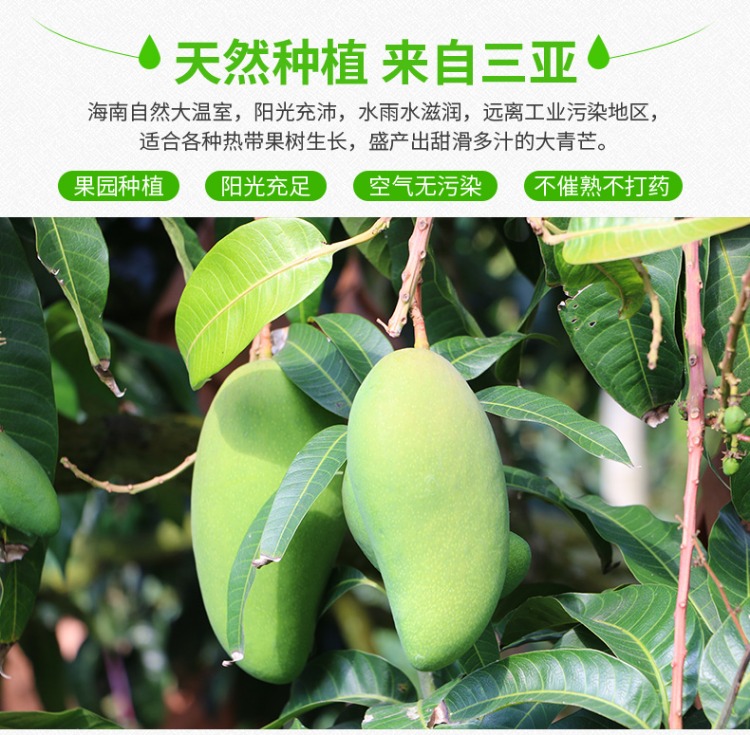 天然种植 来自三亚
海南自然大温室，阳光充沛，水雨水滋润，远离工业污染地区，
适合各种热带果树生长，盛产出甜滑多汁的大青芒。
果园种植 阳光充足 空气无污染 不催熟不打药